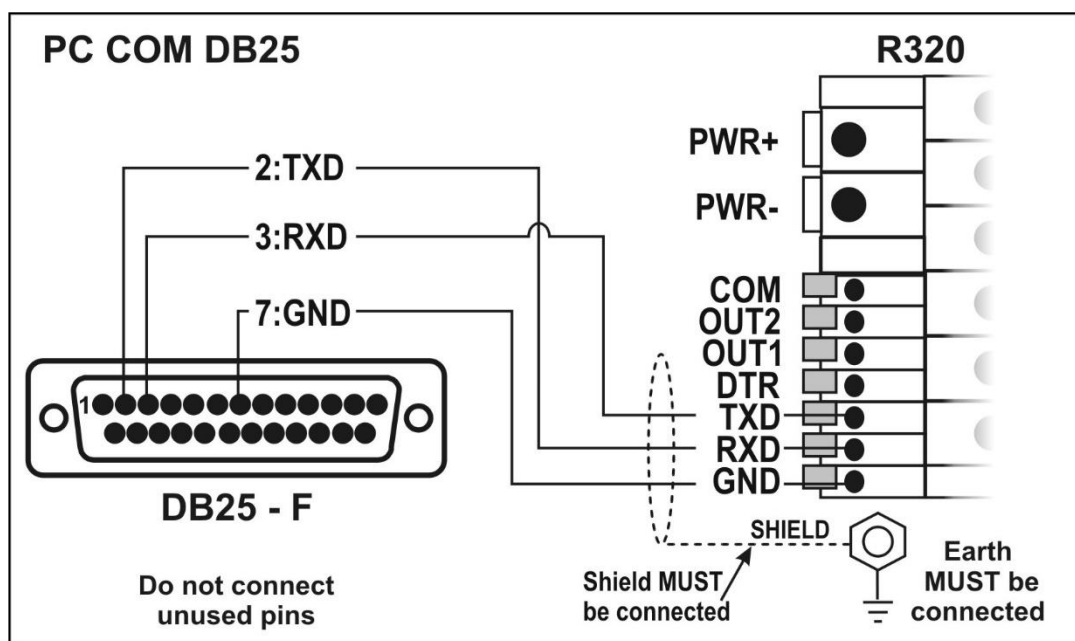 PC COM DB25
R320
PWR+
2:TXD
PWR-
3:RXD
COM
7:GND
OUT2
OUT1
DTR
1
TXD
RXD
GND
DB25 - F
SHIELD
Do not connect
unused pins
Shield MUST
be connected
Earth
MUST be
connected